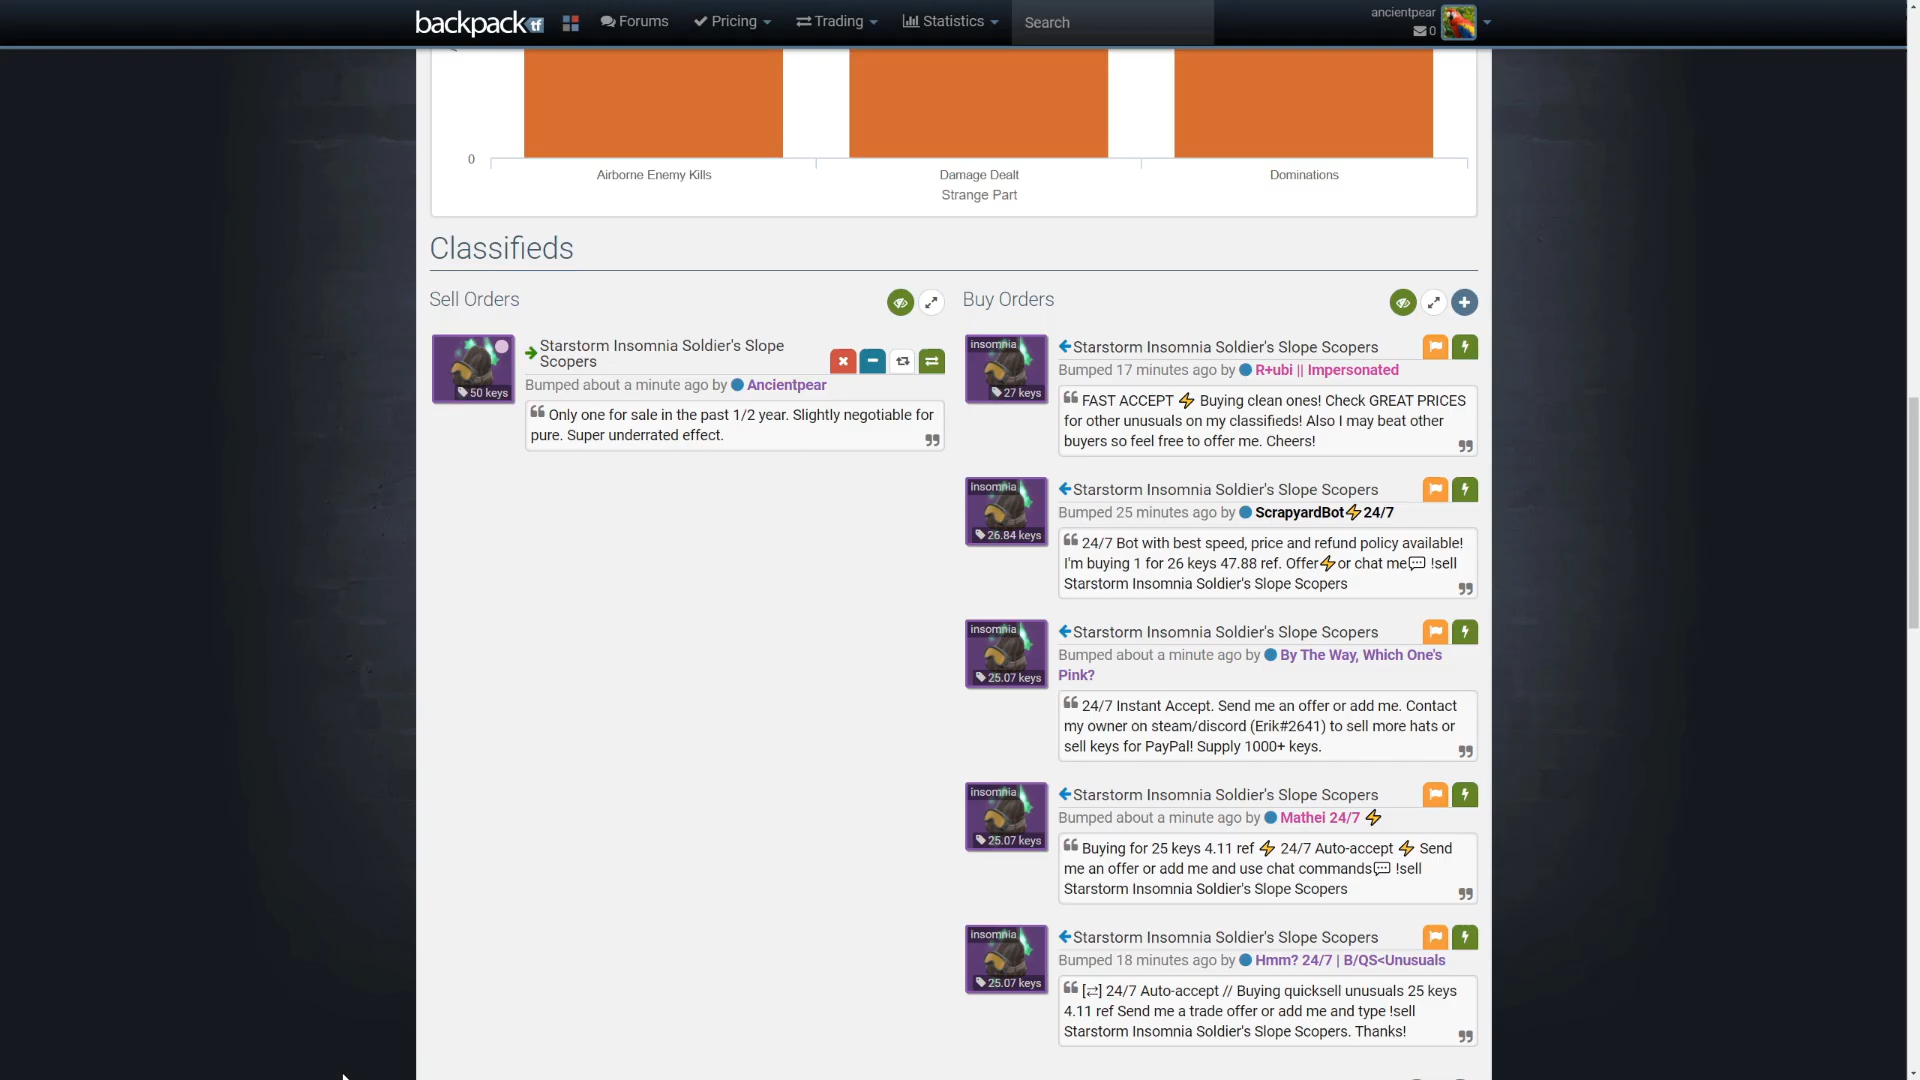 backpack tf
Forums
Pricing
Trading
Statistics
Search
ancientpear
0
0
Airborne Enemy Kills
Damage Dealt
Dominations
Strange Part
Classifieds
Sell Orders
50 keys
Starstorm Insomnia Soldier's Slope
Scopers
Bumped about a minute ago by Ancientpear
Only one for sale in the past 1/2 year. Slightly negotiable for
pure. Super underrated effect.
Buy Orders
insomnia
27 keys
Starstorm Insomnia Soldier's Slope Scopers
Bumped 17 minutes ago by R+ubi || Impersonated
FAST ACCEPT ⚡ Buying clean ones! Check GREAT PRICES
for other unusuals on my classifieds! Also I may beat other
buyers so feel free to offer me. Cheers!
insomnia
26.84 keys
Starstorm Insomnia Soldier's Slope Scopers
Bumped 25 minutes ago by ScrapyardBot⚡24/7
24/7 Bot with best speed, price and refund policy available!
I'm buying 1 for 26 keys 47.88 ref. Offer⚡or chat me💬 !sell
Starstorm Insomnia Soldier's Slope Scopers
insomnia
25.07 keys
Starstorm Insomnia Soldier's Slope Scopers
Bumped about a minute ago by By The Way, Which One's
Pink?
24/7 Instant Accept. Send me an offer or add me. Contact
my owner on steam/discord (Erik#2641) to sell more hats or
sell keys for PayPal! Supply 1000+ keys.
insomnia
25.07 keys
Starstorm Insomnia Soldier's Slope Scopers
Bumped about a minute ago by Mathei 24/7 ⚡
Buying for 25 keys 4.11 ref ⚡ 24/7 Auto-accept ⚡ Send
me an offer or add me and use chat commands💬 !sell
Starstorm Insomnia Soldier's Slope Scopers
insomnia
25.07 keys
Starstorm Insomnia Soldier's Slope Scopers
Bumped 18 minutes ago by Hmm? 24/7 | B/QS<Unusuals
[⇄] 24/7 Auto-accept // Buying quicksell unusuals 25 keys
4.11 ref Send me a trade offer or add me and type !sell
Starstorm Insomnia Soldier's Slope Scopers. Thanks!